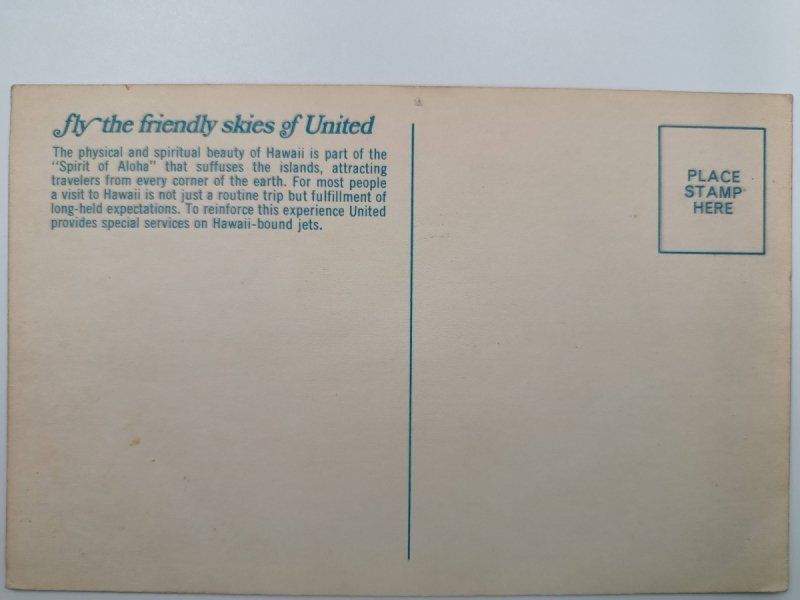 fly the friendly skies of United
The physical and spiritual beauty of Hawaii is part of the
"Spirit of Aloha" that suffuses the islands, attracting
travelers from every corner of the earth. For most people
a visit to Hawaii is not just a routine trip but fulfillment of
long-held expectations. To reinforce this experience United
provides special services on Hawaii-bound jets.
PLACE
STAMP
HERE